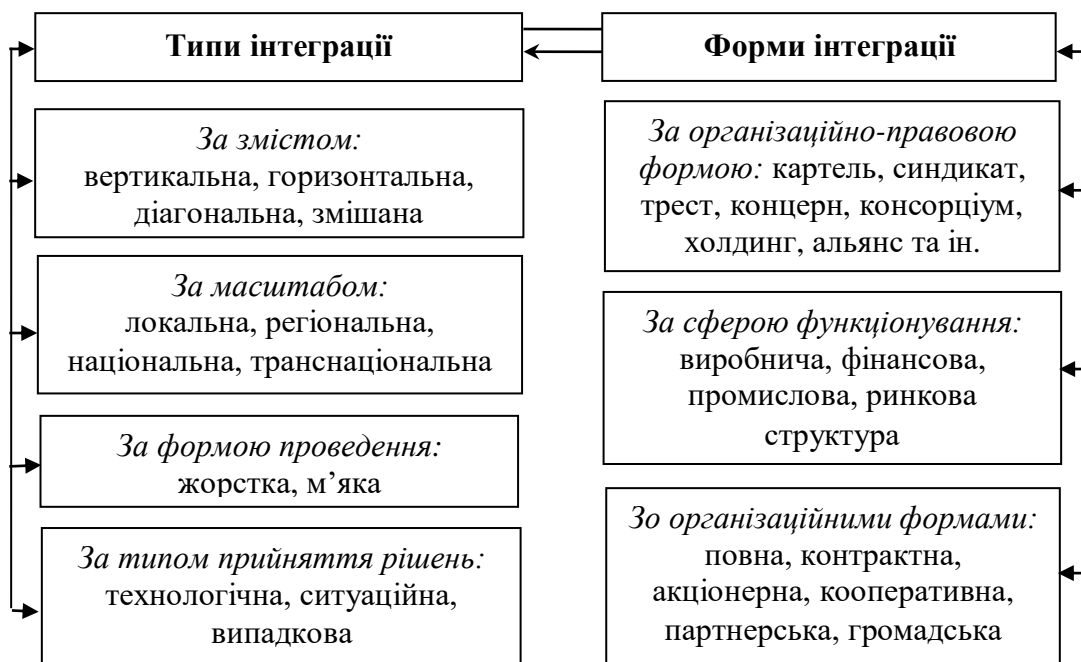 Типи інтеграції
За змістом:
вертикальна, горизонтальна,
діагональна, змішана
За масштабом:
локальна, регіональна,
національна, транснаціональна
За формою проведення:
жорстка, м’яка
За типом прийняття рішень:
технологічна, ситуаційна,
випадкова
Форми інтеграції
За організаційно-правовою
формою: картель, синдикат,
трест, концерн, консорціум,
холдинг, альянс та ін.
За сферою функціонування:
виробнича, фінансова,
промислова, ринкова
структура
Зо організаційними формами:
повна, контрактна,
акціонерна, кооперативна,
партнерська, громадська